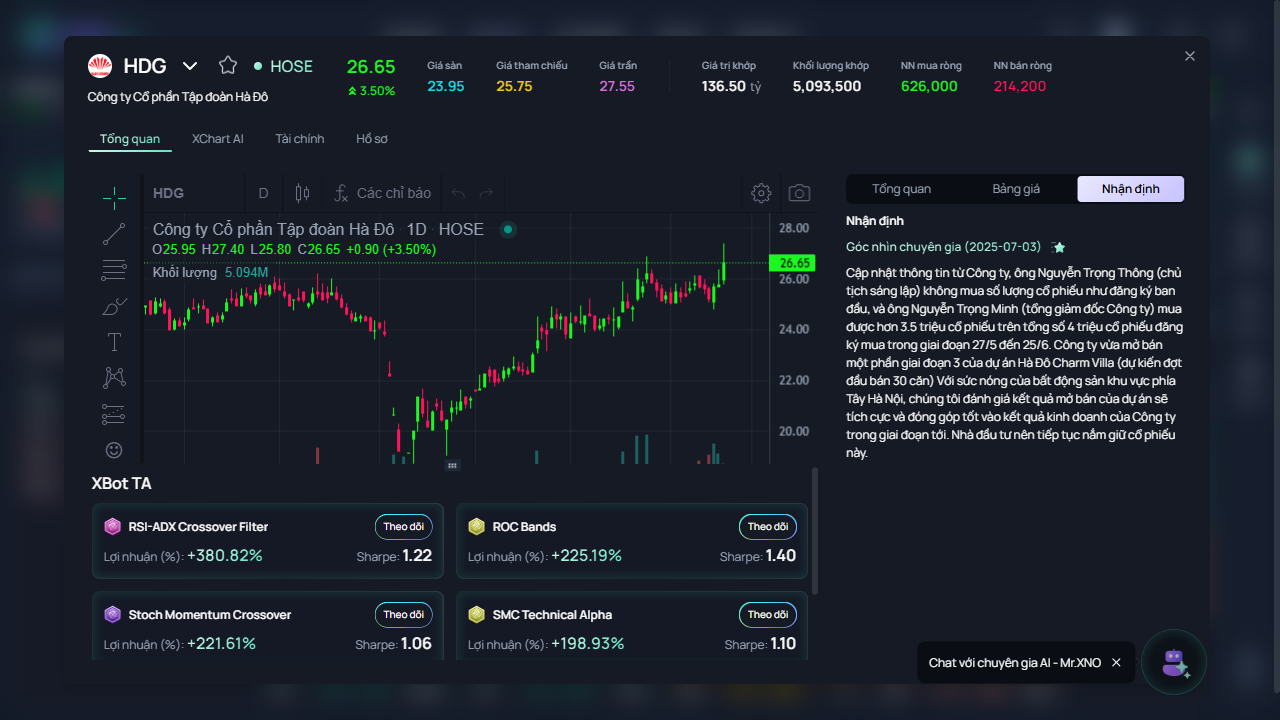 HDG
HOSE
Công ty Cổ phần Tập đoàn Hà Đô
26.65
3.50%
Giá sàn
23.95
Giá tham chiếu
25.75
Giá trần
27.55
Giá trị khớp
136.50 tỷ
Khối lượng khớp
5,093,500
NN mua ròng
626,000
NN bán ròng
214,200
Tổng quan XChart AI Tài chính Hồ sơ
HDG D Các chỉ báo
Công ty Cổ phần Tập đoàn Hà Đô · 1D · HOSE
O25.95 H27.40 L25.80 C26.65 +0.90 (+3.50%)
Khối lượng 5.094M
28.00
26.65
26.00
24.00
22.00
20.00
XBot TA
RSI-ADX Crossover Filter
Theo dõi
Lợi nhuận (%): +380.82%
Sharpe: 1.22
ROC Bands
Theo dõi
Lợi nhuận (%): +225.19%
Sharpe: 1.40
Stoch Momentum Crossover
Theo dõi
Lợi nhuận (%): +221.61%
Sharpe: 1.06
SMC Technical Alpha
Theo dõi
Lợi nhuận (%): +198.93%
Sharpe: 1.10
Tổng quan Bảng giá Nhận định
Nhận định
Góc nhìn chuyên gia (2025-07-03)
Cập nhật thông tin từ Công ty, ông Nguyễn Trọng Thông (chủ
tịch sáng lập) không mua số lượng cổ phiếu như đăng ký ban
đầu, và ông Nguyễn Trọng Minh (tổng giám đốc Công ty) mua
được hơn 3.5 triệu cổ phiếu trên tổng số 4 triệu cổ phiếu đăng
ký mua trong giai đoạn 27/5 đến 25/6. Công ty vừa mở bán
một phần giai đoạn 3 của dự án Hà Đô Charm Villa (dự kiến đợt
đầu bán 30 căn) Với sức nóng của bất động sản khu vực phía
Tây Hà Nội, chúng tôi đánh giá kết quả mở bán của dự án sẽ
tích cực và đóng góp tốt vào kết quả kinh doanh của Công ty
trong giai đoạn tới. Nhà đầu tư nên tiếp tục nắm giữ cổ phiếu
này.
Chat với chuyên gia AI - Mr.XNO